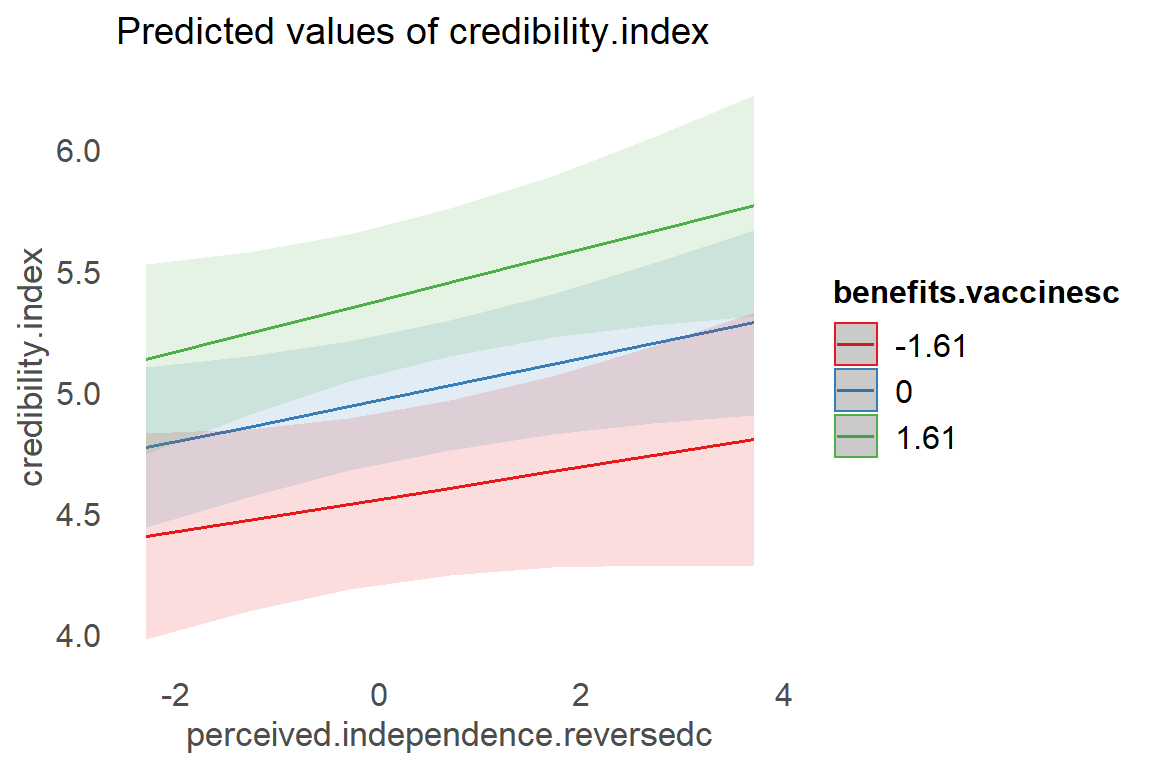 Predicted values of credibility.index
6.0
5.5
5.0
4.5
4.0
credibility.index
-2 0 2 4
perceived.independence.reversedc
benefits.vaccinesc
-1.61
0
1.61